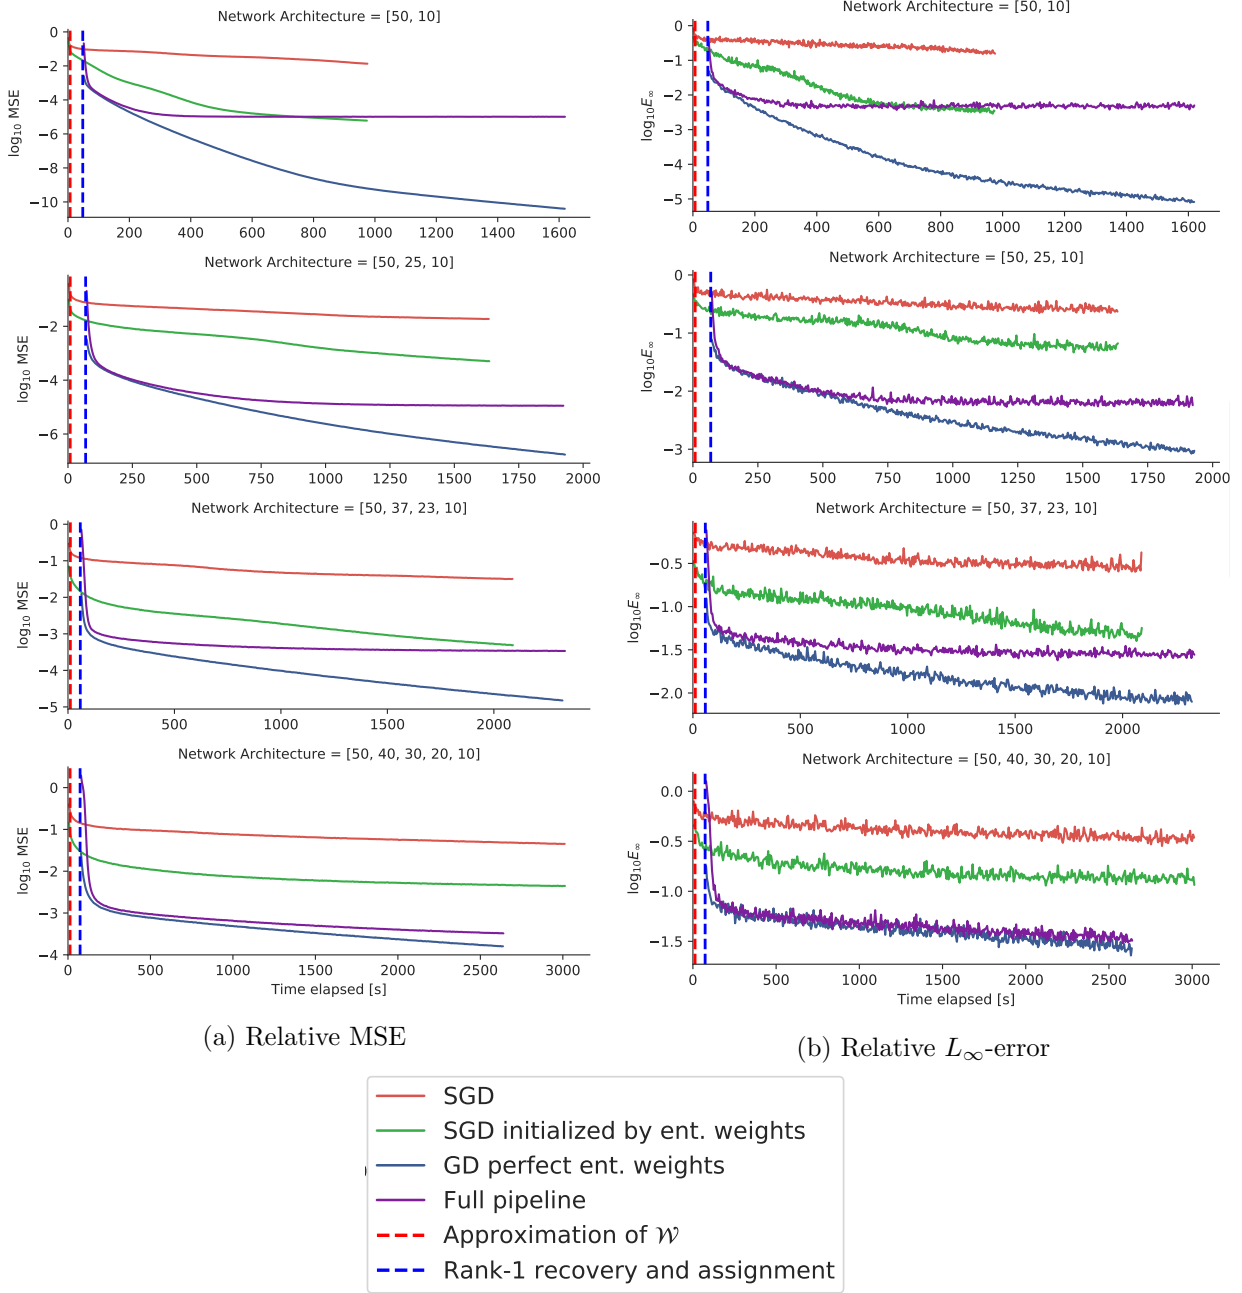 Network Architecture = [50, 10]
log₁₀ MSE
0
−2
−4
−6
−8
−10
0 200 400 600 800 1000 1200 1400 1600
Network Architecture = [50, 25, 10]
log₁₀ MSE
−2
−4
−6
0 250 500 750 1000 1250 1500 1750 2000
Network Architecture = [50, 37, 23, 10]
log₁₀ MSE
0
−1
−2
−3
−4
−5
0 500 1000 1500 2000
Network Architecture = [50, 40, 30, 20, 10]
log₁₀ MSE
0
−1
−2
−3
−4
0 500 1000 1500 2000 2500 3000
Time elapsed [s]
(a) Relative MSE
Network Architecture = [50, 10]
log₁₀E∞
0
−1
−2
−3
−4
−5
0 200 400 600 800 1000 1200 1400 1600
Network Architecture = [50, 25, 10]
log₁₀E∞
0
−1
−2
−3
0 250 500 750 1000 1250 1500 1750 2000
Network Architecture = [50, 37, 23, 10]
log₁₀E∞
−0.5
−1.0
−1.5
−2.0
0 500 1000 1500 2000
Network Architecture = [50, 40, 30, 20, 10]
log₁₀E∞
0.0
−0.5
−1.0
−1.5
0 500 1000 1500 2000 2500 3000
Time elapsed [s]
(b) Relative L∞-error
SGD
SGD initialized by ent. weights
GD perfect ent. weights
Full pipeline
Approximation of 𝒲
Rank-1 recovery and assignment